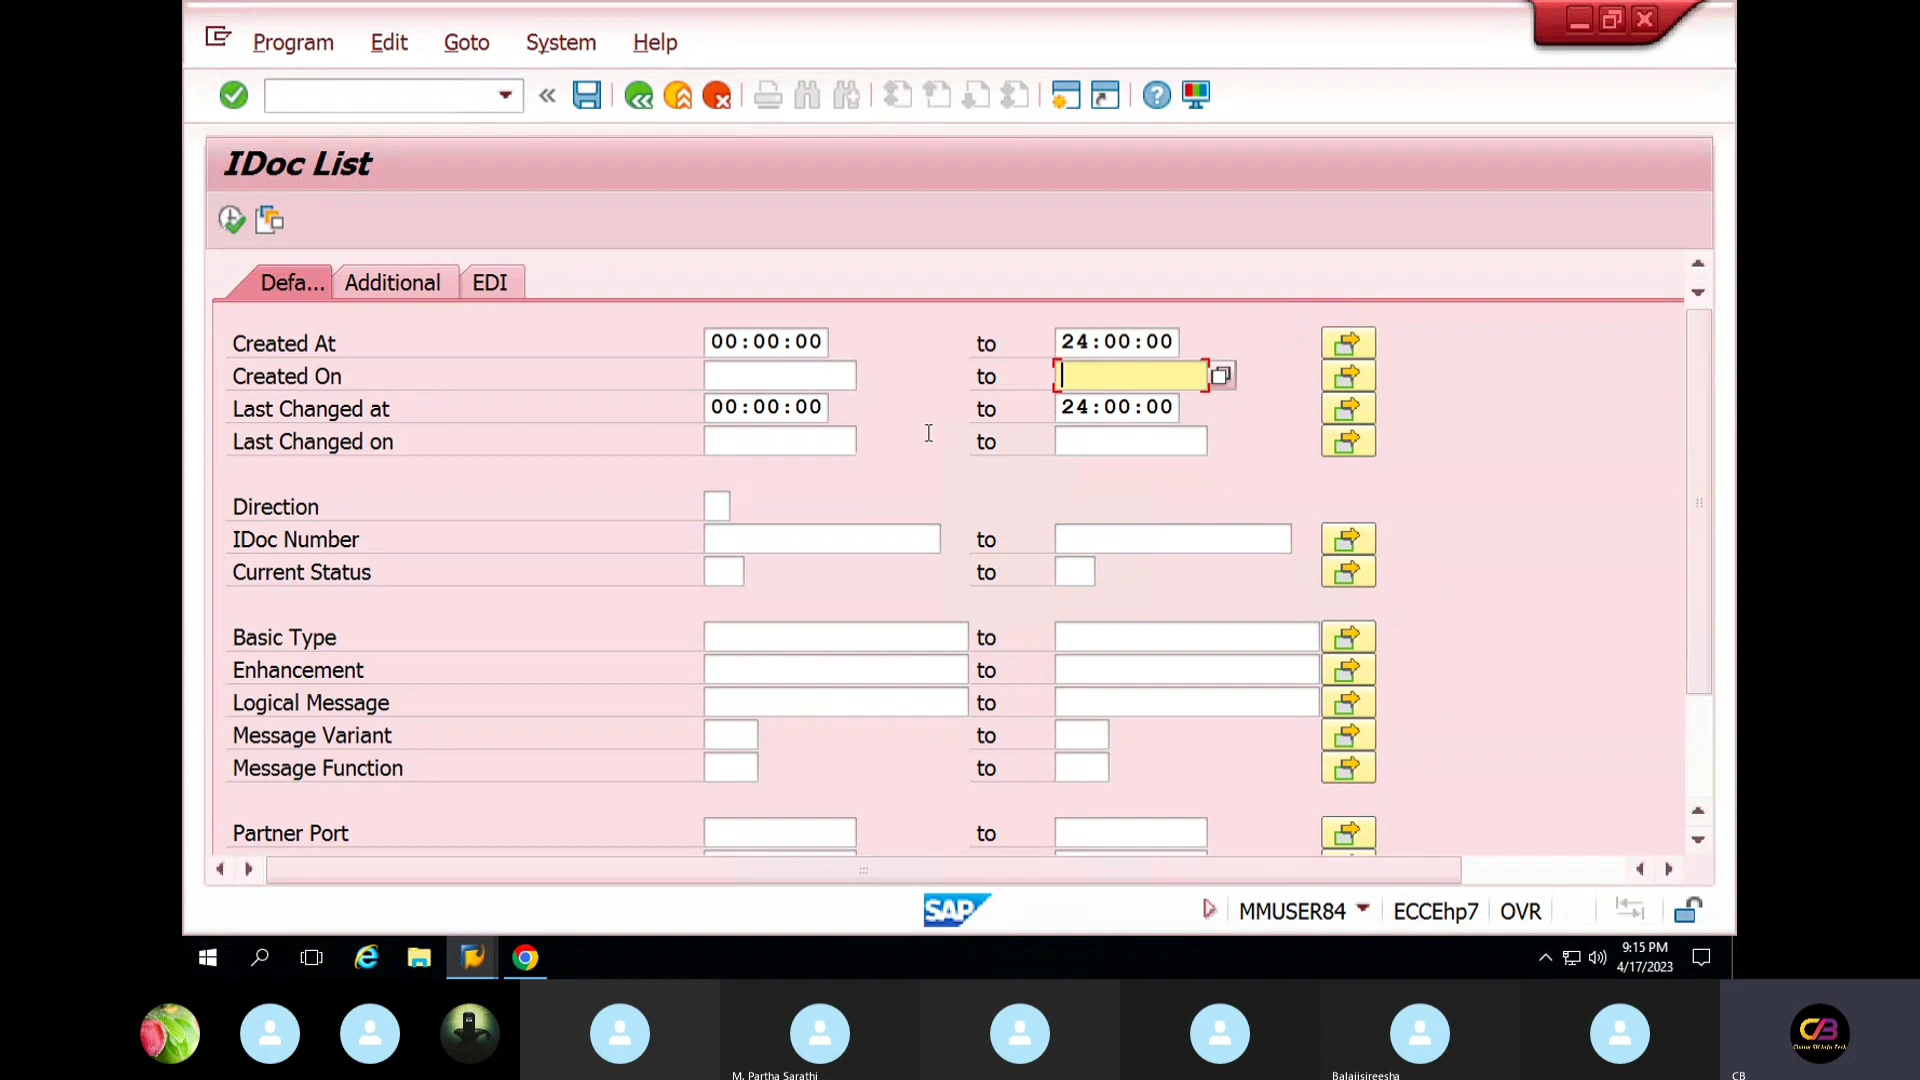 Program Edit Goto System Help
IDoc List
Defa... Additional EDI
Created At 00:00:00 to 24:00:00
Created On to
Last Changed at 00:00:00 to 24:00:00
Last Changed on to
Direction
IDoc Number to
Current Status to
Basic Type to
Enhancement to
Logical Message to
Message Variant to
Message Function to
Partner Port to
SAP MMUSER84 ECCEhp7 OVR
9:15 PM
4/17/2023
CB
M. Partha Sarathi Balajisireesha CB